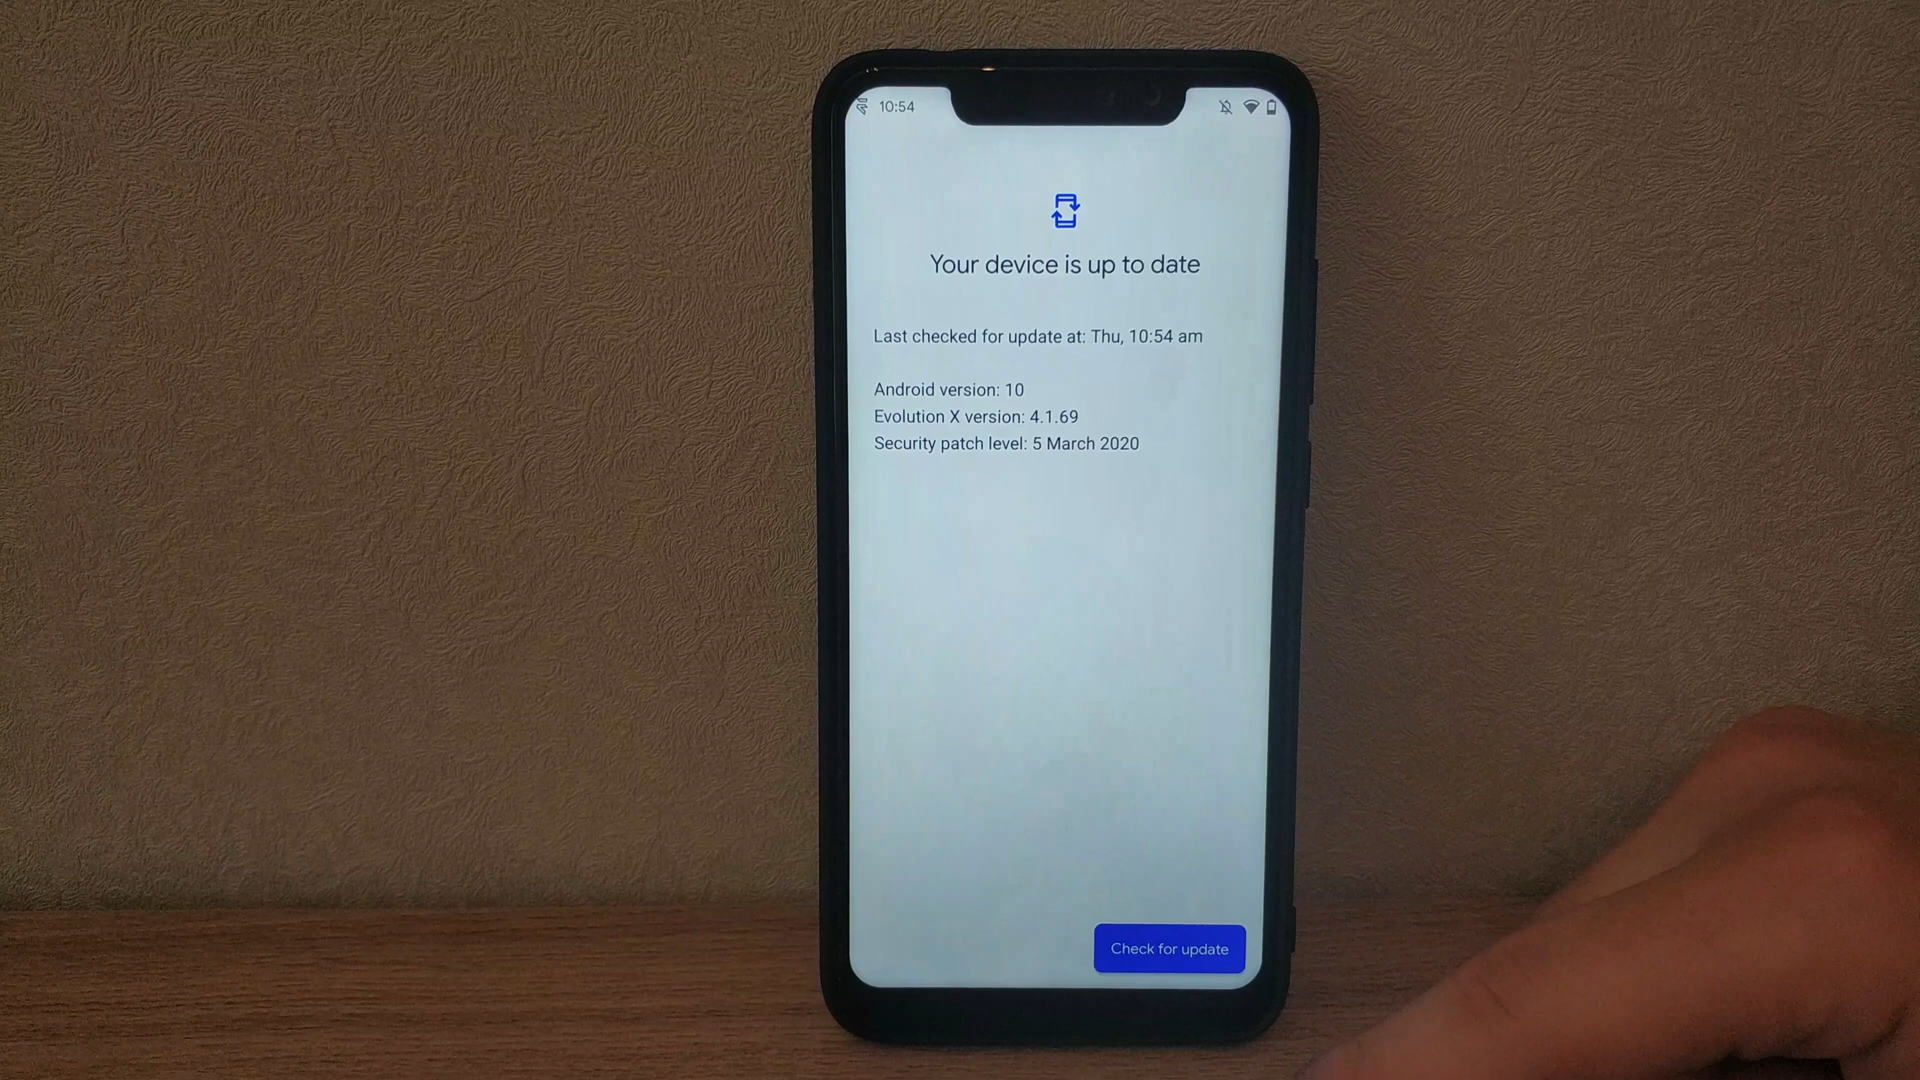 10:54
Your device is up to date
Last checked for update at: Thu, 10:54 am
Android version: 10
Evolution X version: 4.1.69
Security patch level: 5 March 2020
Check for update